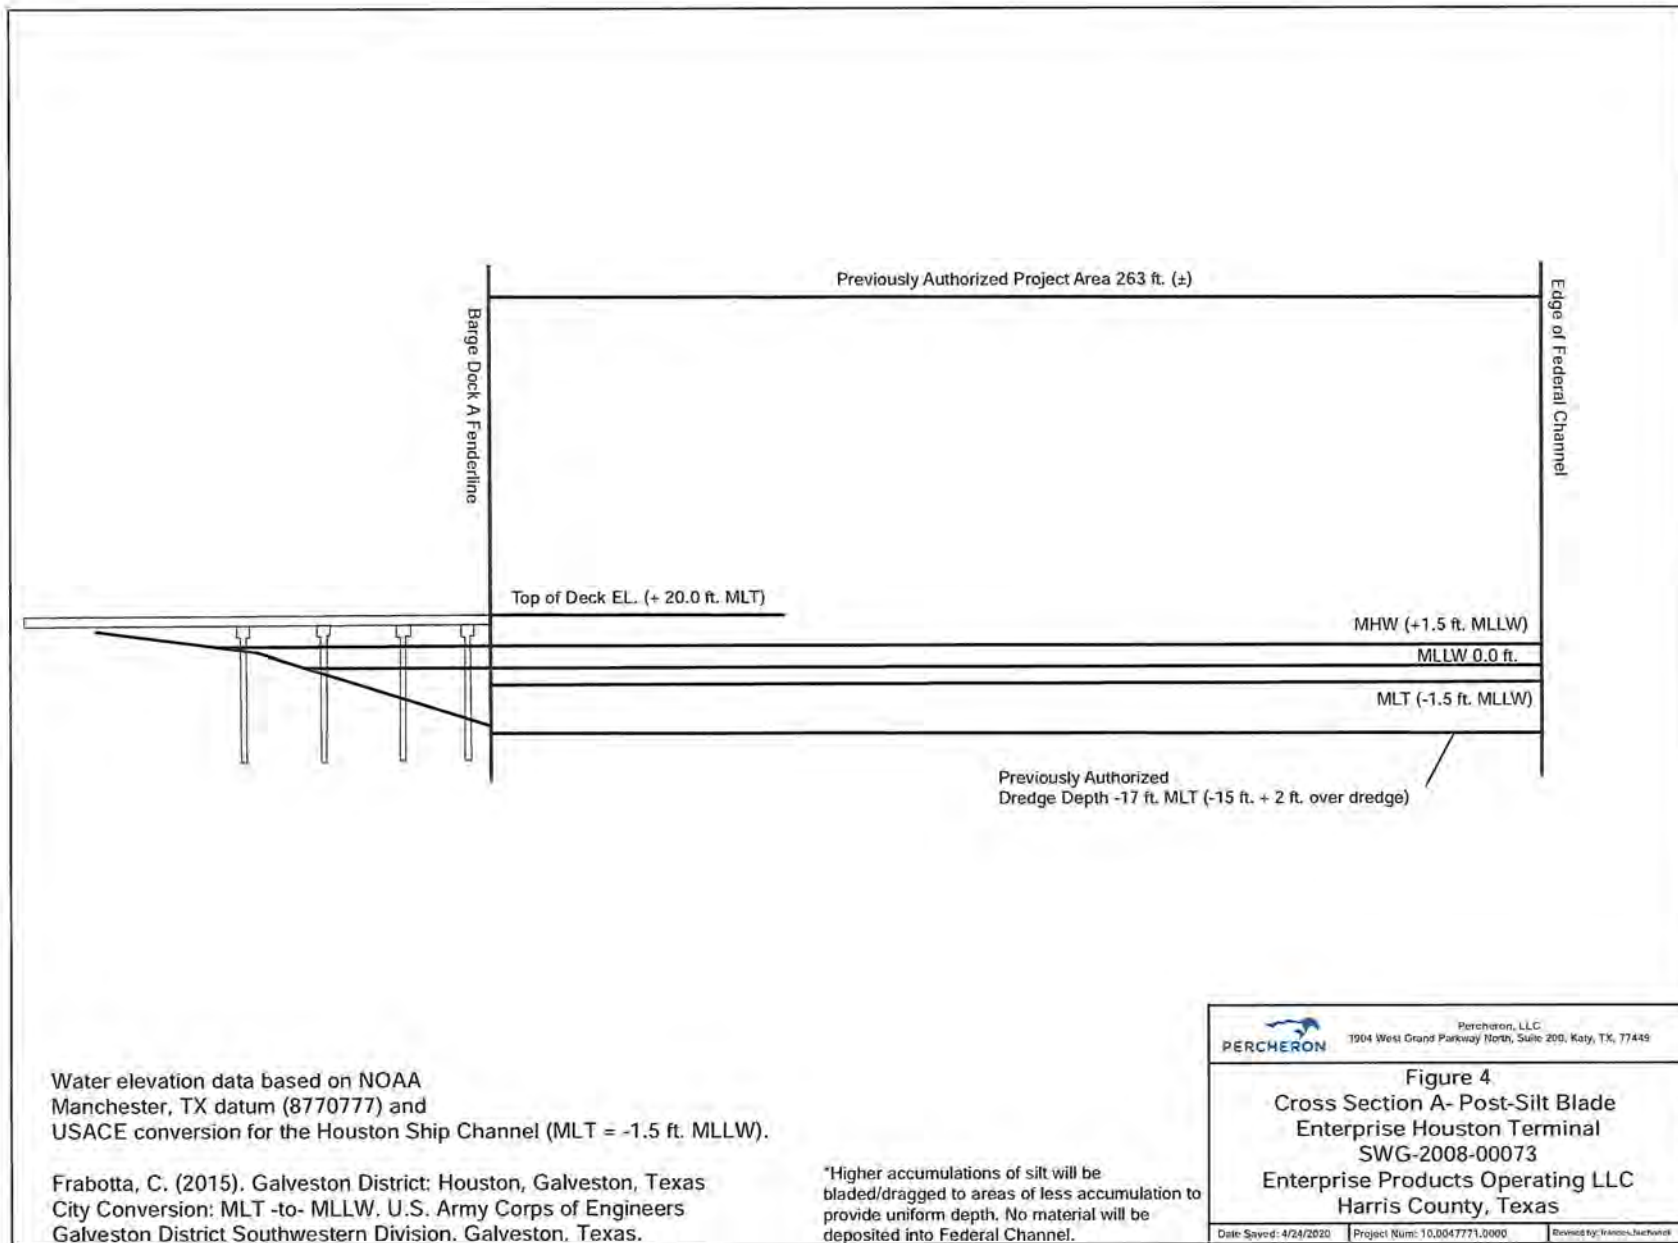 Previously Authorized Project Area 263 ft. (±)
Barge Dock A Fenderline
Edge of Federal Channel
Top of Deck EL. (+ 20.0 ft. MLT)
MHW (+1.5 ft. MLLW)
MLLW 0.0 ft.
MLT (-1.5 ft. MLLW)
Previously Authorized
Dredge Depth -17 ft. MLT (-15 ft. + 2 ft. over dredge)
Water elevation data based on NOAA
Manchester, TX datum (8770777) and
USACE conversion for the Houston Ship Channel (MLT = -1.5 ft. MLLW).
Frabotta, C. (2015). Galveston District: Houston, Galveston, Texas
City Conversion: MLT -to- MLLW. U.S. Army Corps of Engineers
Galveston District Southwestern Division. Galveston, Texas.
*Higher accumulations of silt will be
bladed/dragged to areas of less accumulation to
provide uniform depth. No material will be
deposited into Federal Channel.
PERCHERON
Percheron, LLC
1904 West Grand Parkway North, Suite 200, Katy, TX, 77449
Figure 4
Cross Section A- Post-Silt Blade
Enterprise Houston Terminal
SWG-2008-00073
Enterprise Products Operating LLC
Harris County, Texas
Date Saved: 4/24/2020
Project Num: 10.0047771.0000
Revised by: